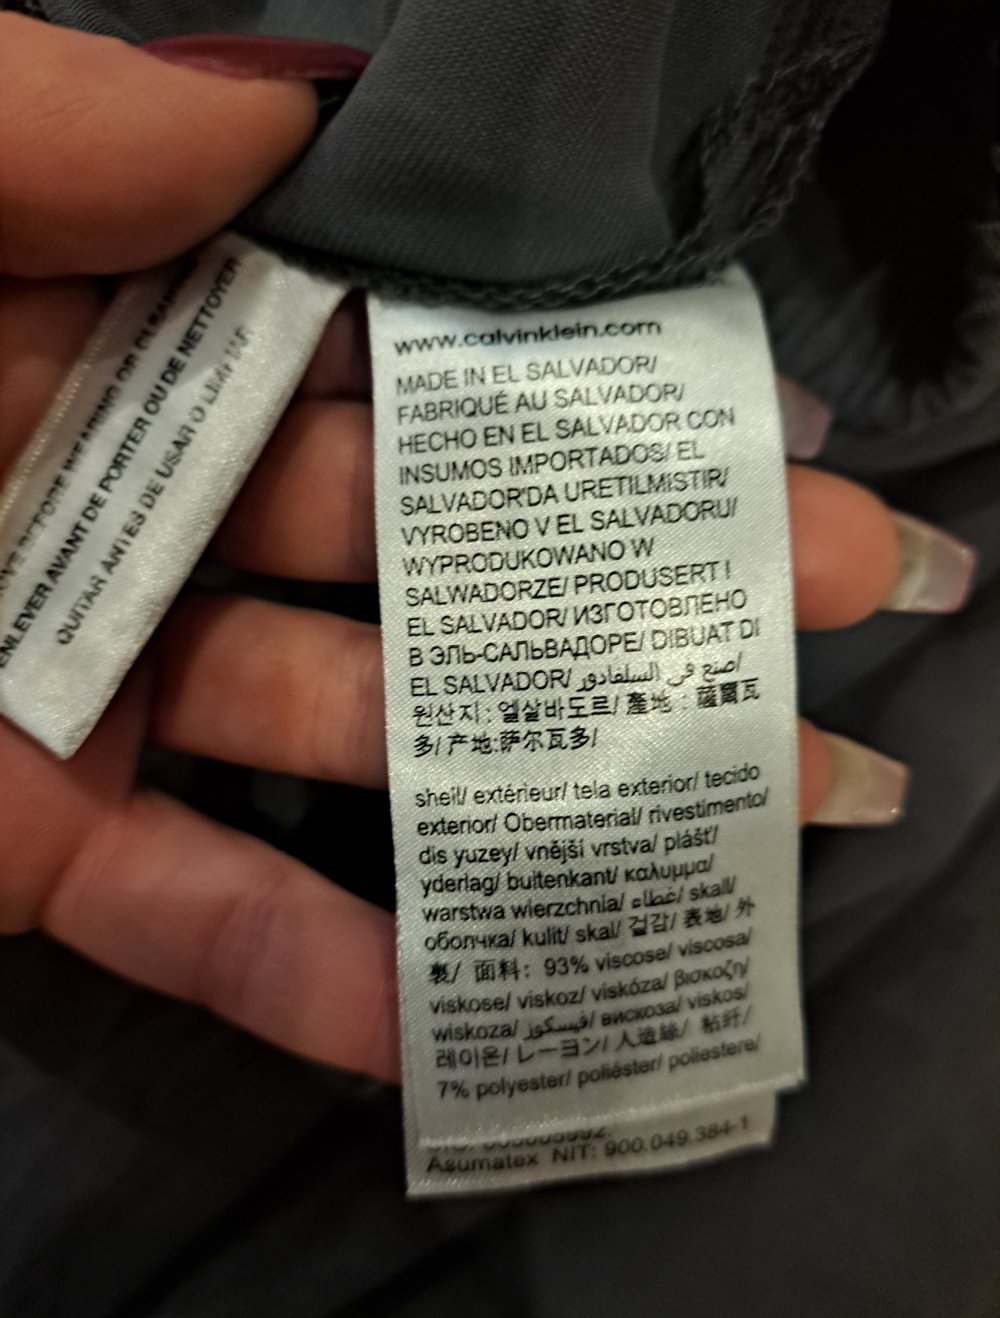 WEARING OR
ENLEVER AVANT DE PORTER OU DE NETTOYER
QUITAR ANTES DE USAR O LIMPIAR
www.calvinklein.com
MADE IN EL SALVADOR/
FABRIQUÉ AU SALVADOR/
HECHO EN EL SALVADOR CON
INSUMOS IMPORTADOS/ EL
SALVADOR'DA URETILMISTIR/
VYROBENO V EL SALVADORU/
WYPRODUKOWANO W
SALWADORZE/ PRODUSERT I
EL SALVADOR/ ИЗГОТОВЛЕНО
В ЭЛЬ-САЛЬВАДОРЕ/ DIBUAT DI
EL SALVADOR/ صنع في السلفادور/
원산지 : 엘살바도르/ 產地 : 薩爾瓦
多/ 产地:萨尔瓦多/
shell/ extérieur/ tela exterior/ tecido
exterior/ Obermaterial/ rivestimento/
dis yuzey/ vnější vrstva/ plášť/
yderlag/ buitenkant/ καλυμμα/
warstwa wierzchnia/ غطاء/ skall/
оболчка/ kulit/ skal/ 겉감/ 表地/ 外
裏/ 面料: 93% viscose/ viscosa/
viskose/ viskoz/ viskóza/ βισκοζη/
wiskoza/ فيسكوز/ вискоза/ viskos/
레이온/ レーヨン/ 人造絲/ 粘纤/
7% polyester/ poliéster/ poliestere/
Asumatex NIT: 900.049.384-1